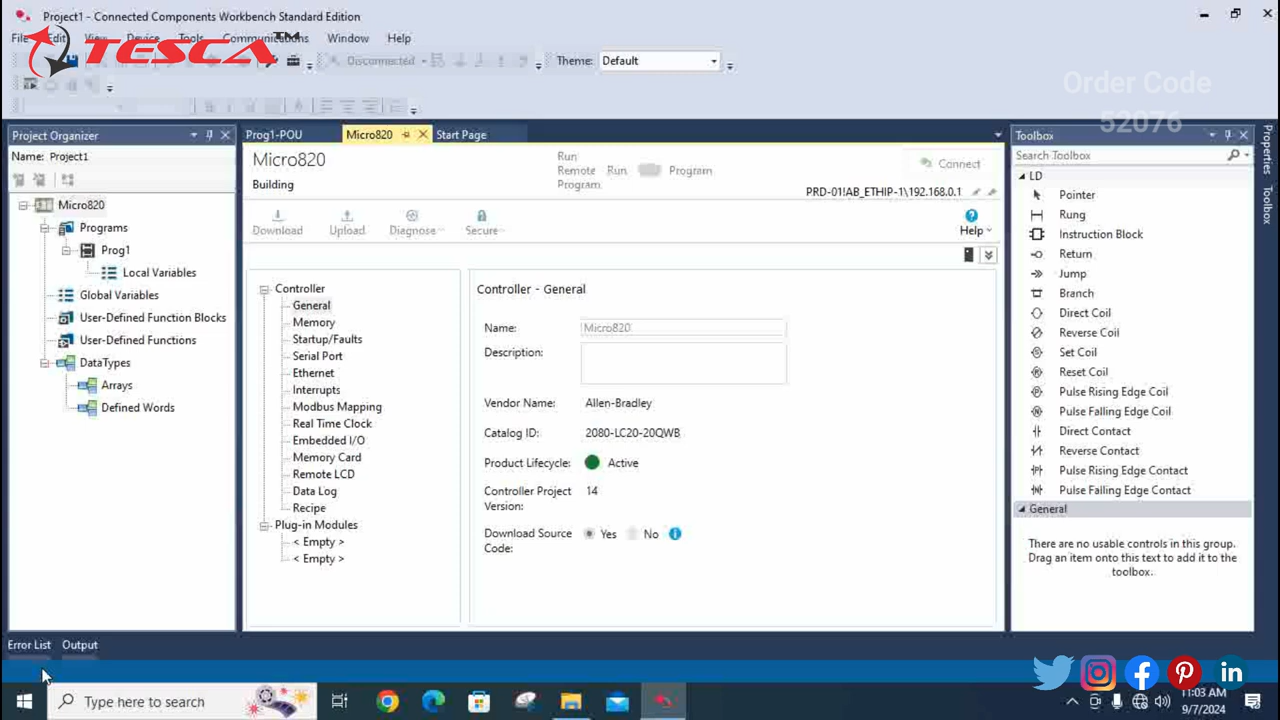 Project1 - Connected Components Workbench Standard Edition
File Edit View Device Tools Communications Window Help
TESCA™
Disconnected
Theme: Default
Order Code
52076
Project Organizer
Name: Project1
Micro820
Programs
Prog1
Local Variables
Global Variables
User-Defined Function Blocks
User-Defined Functions
DataTypes
Arrays
Defined Words
Prog1-POU
Micro820
Start Page
Micro820
Building
Run
Remote Run Program
Program
Connect
PRD-01!AB_ETHIP-1\192.168.0.1
Download
Upload
Diagnose
Secure
Help
Controller
General
Memory
Startup/Faults
Serial Port
Ethernet
Interrupts
Modbus Mapping
Real Time Clock
Embedded I/O
Memory Card
Remote LCD
Data Log
Recipe
Plug-in Modules
< Empty >
< Empty >
Controller - General
Name: Micro820
Description:
Vendor Name: Allen-Bradley
Catalog ID: 2080-LC20-20QWB
Product Lifecycle: Active
Controller Project Version: 14
Download Source Code: Yes No
Toolbox
Search Toolbox
LD
Pointer
Rung
Instruction Block
Return
Jump
Branch
Direct Coil
Reverse Coil
Set Coil
Reset Coil
Pulse Rising Edge Coil
Pulse Falling Edge Coil
Direct Contact
Reverse Contact
Pulse Rising Edge Contact
Pulse Falling Edge Contact
General
There are no usable controls in this group.
Drag an item onto this text to add it to the
toolbox.
Properties
Toolbox
Error List Output
Type here to search
11:03 AM
9/7/2024